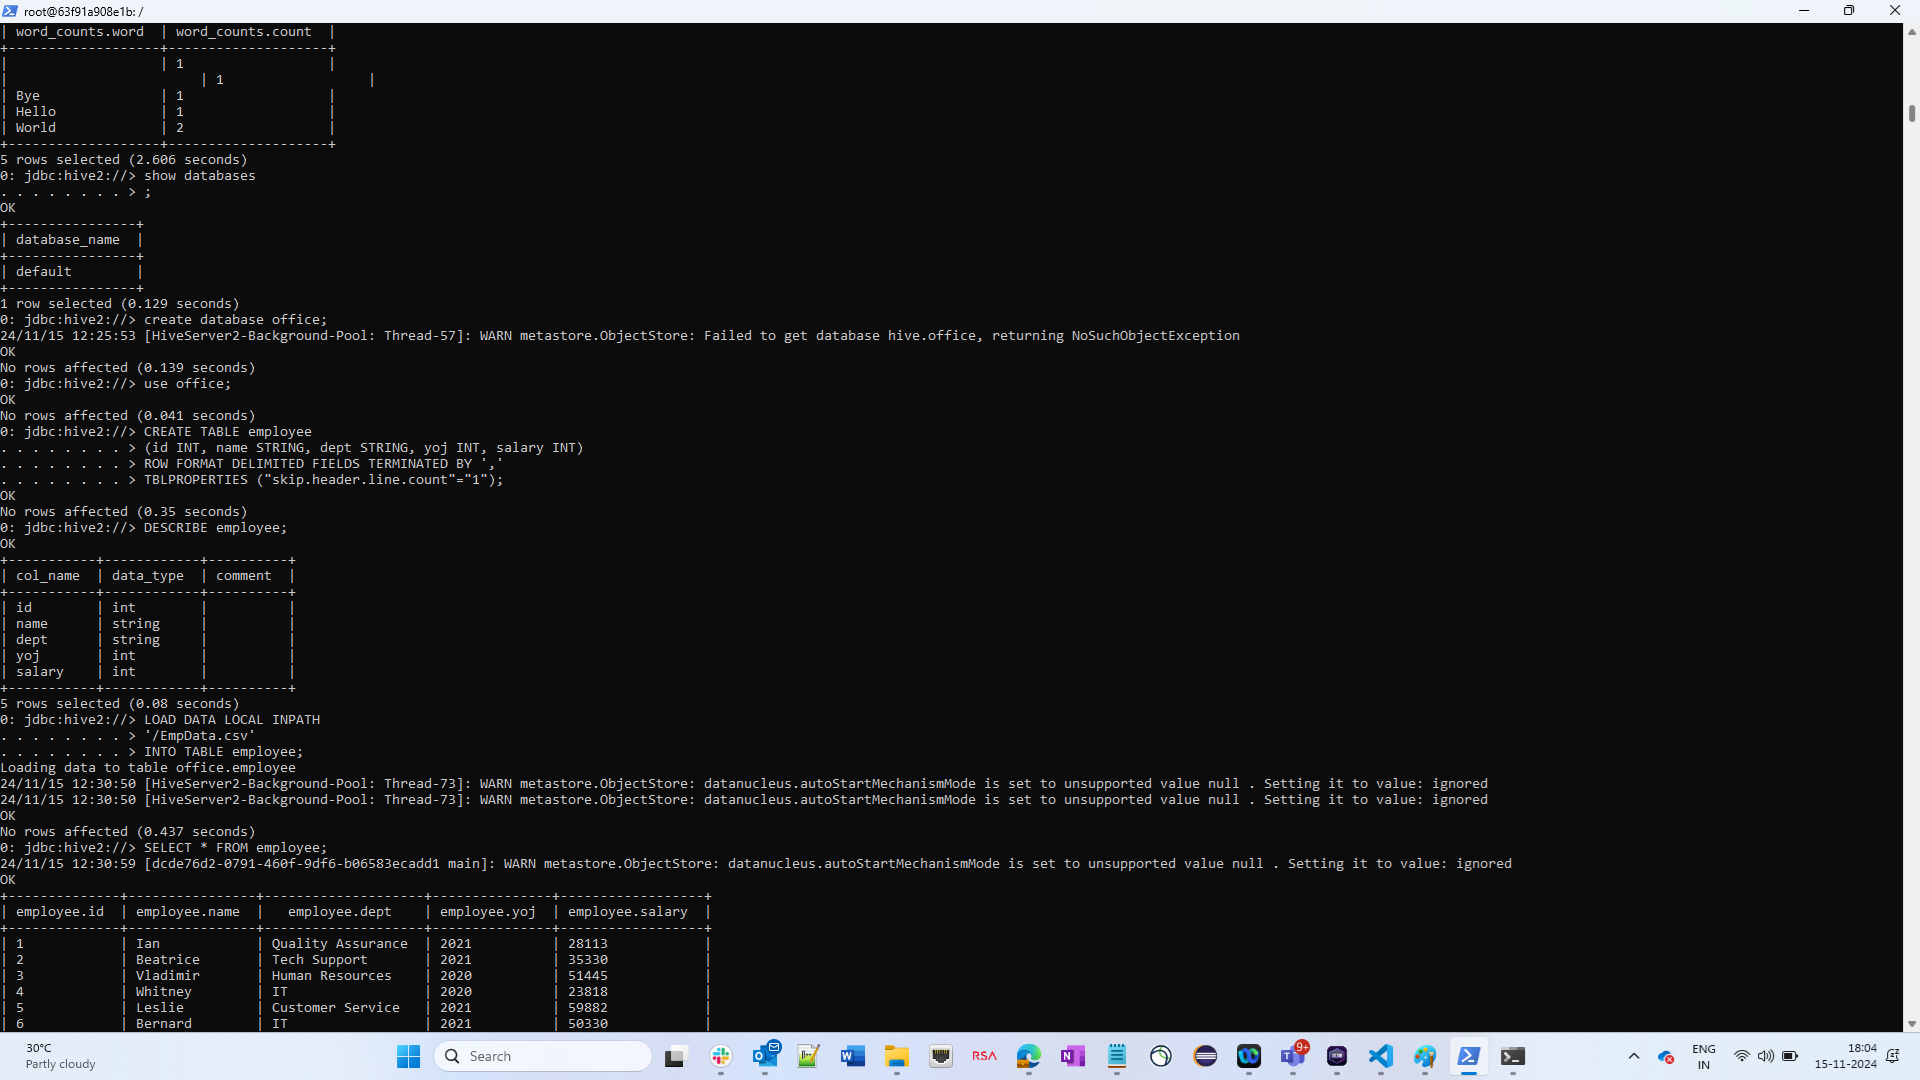 root@63f91a908e1b: /
| word_counts.word  | word_counts.count  |
+-------------------+--------------------+
|                   | 1                  |
|                        | 1                  |
| Bye               | 1                  |
| Hello             | 1                  |
| World             | 2                  |
+-------------------+--------------------+
5 rows selected (2.606 seconds)
0: jdbc:hive2://> show databases
. . . . . . . . > ;
OK
+----------------+
| database_name  |
+----------------+
| default        |
+----------------+
1 row selected (0.129 seconds)
0: jdbc:hive2://> create database office;
24/11/15 12:25:53 [HiveServer2-Background-Pool: Thread-57]: WARN metastore.ObjectStore: Failed to get database hive.office, returning NoSuchObjectException
OK
No rows affected (0.139 seconds)
0: jdbc:hive2://> use office;
OK
No rows affected (0.041 seconds)
0: jdbc:hive2://> CREATE TABLE employee
. . . . . . . . > (id INT, name STRING, dept STRING, yoj INT, salary INT)
. . . . . . . . > ROW FORMAT DELIMITED FIELDS TERMINATED BY ','
. . . . . . . . > TBLPROPERTIES ("skip.header.line.count"="1");
OK
No rows affected (0.35 seconds)
0: jdbc:hive2://> DESCRIBE employee;
OK
+-----------+------------+----------+
| col_name  | data_type  | comment  |
+-----------+------------+----------+
| id        | int        |          |
| name      | string     |          |
| dept      | string     |          |
| yoj       | int        |          |
| salary    | int        |          |
+-----------+------------+----------+
5 rows selected (0.08 seconds)
0: jdbc:hive2://> LOAD DATA LOCAL INPATH
. . . . . . . . > '/EmpData.csv'
. . . . . . . . > INTO TABLE employee;
Loading data to table office.employee
24/11/15 12:30:50 [HiveServer2-Background-Pool: Thread-73]: WARN metastore.ObjectStore: datanucleus.autoStartMechanismMode is set to unsupported value null . Setting it to value: ignored
24/11/15 12:30:50 [HiveServer2-Background-Pool: Thread-73]: WARN metastore.ObjectStore: datanucleus.autoStartMechanismMode is set to unsupported value null . Setting it to value: ignored
OK
No rows affected (0.437 seconds)
0: jdbc:hive2://> SELECT * FROM employee;
24/11/15 12:30:59 [dcde76d2-0791-460f-9df6-b06583ecadd1 main]: WARN metastore.ObjectStore: datanucleus.autoStartMechanismMode is set to unsupported value null . Setting it to value: ignored
OK
+--------------+----------------+--------------------+---------------+------------------+
| employee.id  | employee.name  |   employee.dept    | employee.yoj  | employee.salary  |
+--------------+----------------+--------------------+---------------+------------------+
| 1            | Ian            | Quality Assurance  | 2021          | 28113            |
| 2            | Beatrice       | Tech Support       | 2021          | 35330            |
| 3            | Vladimir       | Human Resources    | 2020          | 51445            |
| 4            | Whitney        | IT                 | 2020          | 23818            |
| 5            | Leslie         | Customer Service   | 2021          | 59882            |
| 6            | Bernard        | IT                 | 2021          | 50330            |
30°C
Partly cloudy
Search
RSA
9+
ENG
IN
18:04
15-11-2024